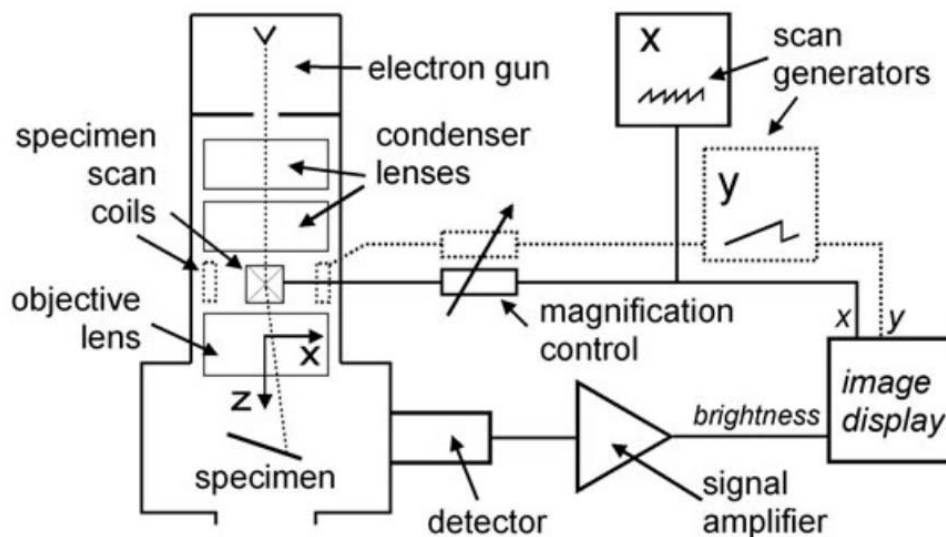 electron gun
specimen
scan
coils
condenser
lenses
objective
lens
X
Z
specimen
detector
x
scan
generators
y
magnification
control
x
y
image
display
brightness
signal
amplifier